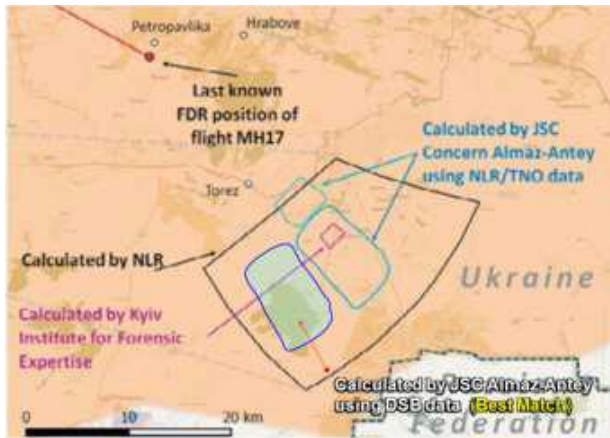 Petropavlika
Hrabove
Last known
FDR position of
flight MH17
Calculated by JSC
Concern Almaz-Antey
using NLR/TNO data
Torez
Calculated by NLR
Ukraine
Calculated by Kyiv
Institute for Forensic
Expertise
Calculated by JSC Almaz-Antey
using DSB data (Best Match)
Federation
0 10 20 km